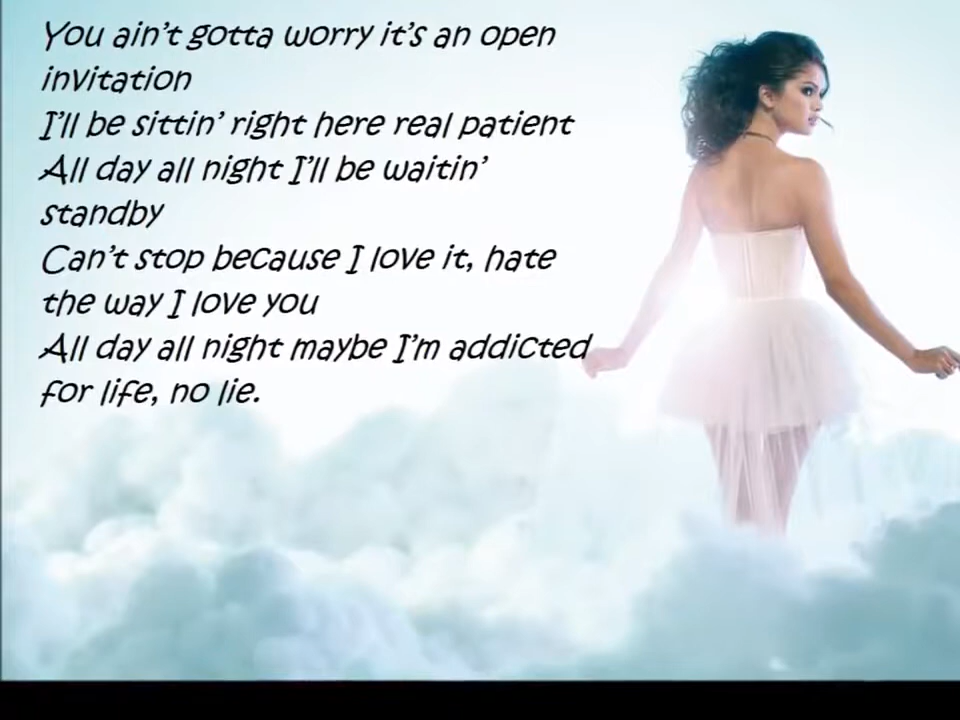 You ain't gotta worry it's an open
invitation
I'll be sittin' right here real patient
All day all night I'll be waitin'
standby
Can't stop because I love it, hate
the way I love you
All day all night maybe I'm addicted
for life, no lie.